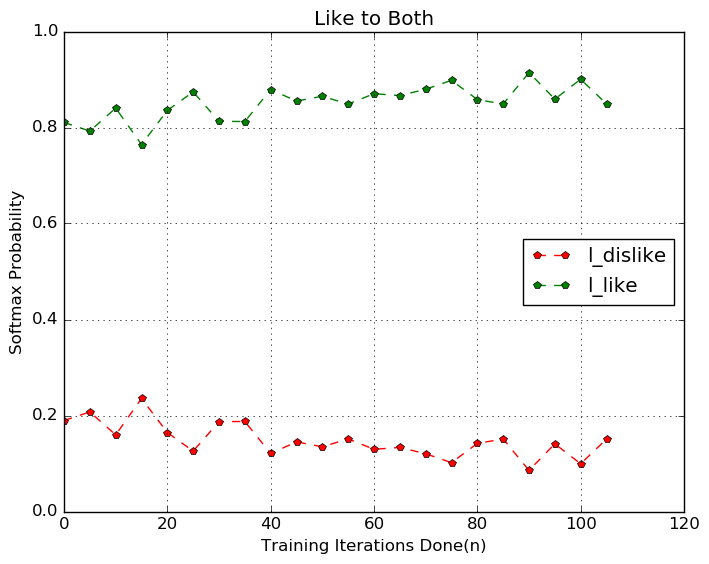 Like to Both
1.0
0.8
0.6
0.4
0.2
0.0
Softmax Probability
l_dislike
l_like
0 20 40 60 80 100 120
Training Iterations Done(n)